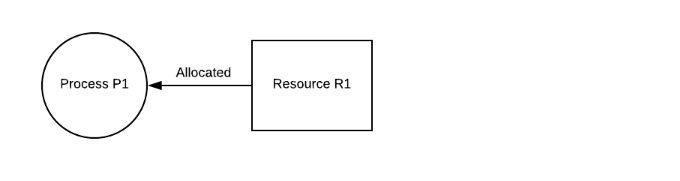 Process P1
Allocated
Resource R1